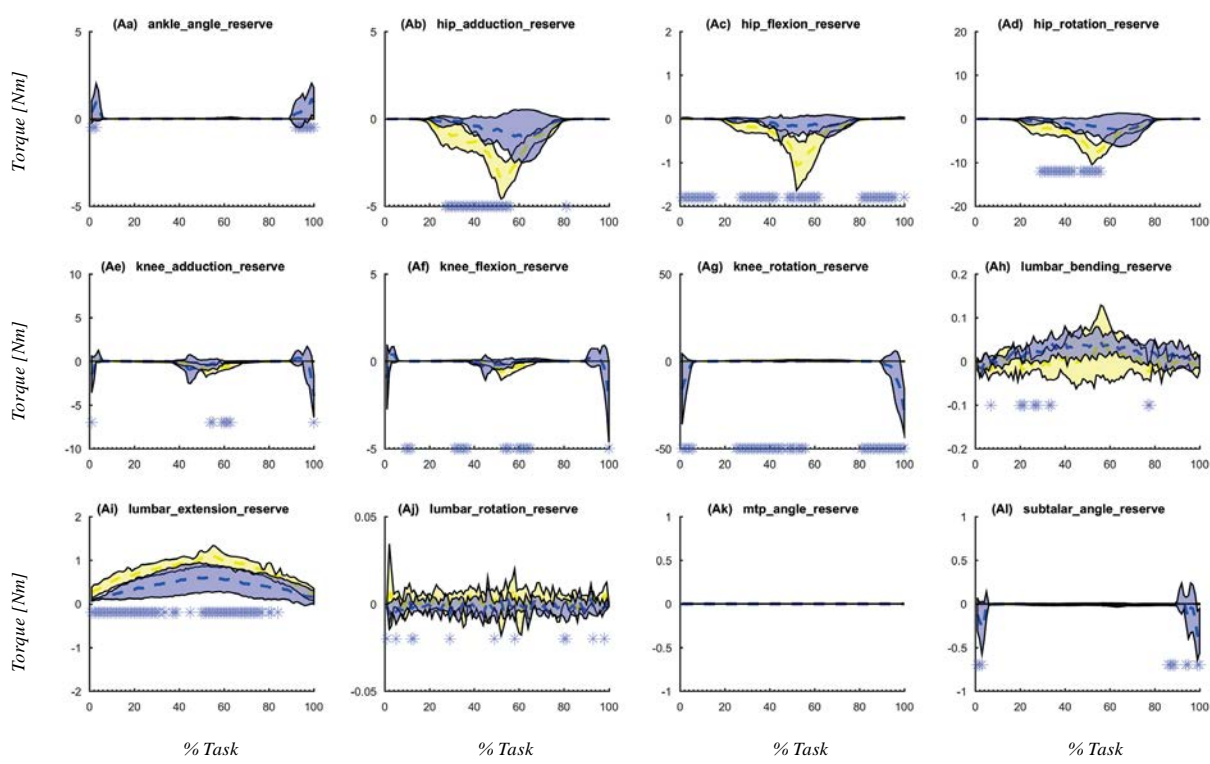 (Aa) ankle_angle_reserve
(Ab) hip_adduction_reserve
(Ac) hip_flexion_reserve
(Ad) hip_rotation_reserve
Torque [Nm]
5
0
-5
0 20 40 60 80 100
5
0
-5
0 20 40 60 80 100
2
1
0
-1
-2
0 20 40 60 80 100
20
10
0
-10
-20
0 20 40 60 80 100
(Ae) knee_adduction_reserve
(Af) knee_flexion_reserve
(Ag) knee_rotation_reserve
(Ah) lumbar_bending_reserve
Torque [Nm]
10
5
0
-5
-10
0 20 40 60 80 100
5
0
-5
0 20 40 60 80 100
50
0
-50
0 20 40 60 80 100
0.2
0.1
0
-0.1
-0.2
0 20 40 60 80 100
(Ai) lumbar_extension_reserve
(Aj) lumbar_rotation_reserve
(Ak) mtp_angle_reserve
(Al) subtalar_angle_reserve
Torque [Nm]
2
1
0
-1
-2
0 20 40 60 80 100
0.05
0
-0.05
0 20 40 60 80 100
1
0.5
0
-0.5
-1
0 20 40 60 80 100
1
0.5
0
-0.5
-1
0 20 40 60 80 100
% Task
% Task
% Task
% Task